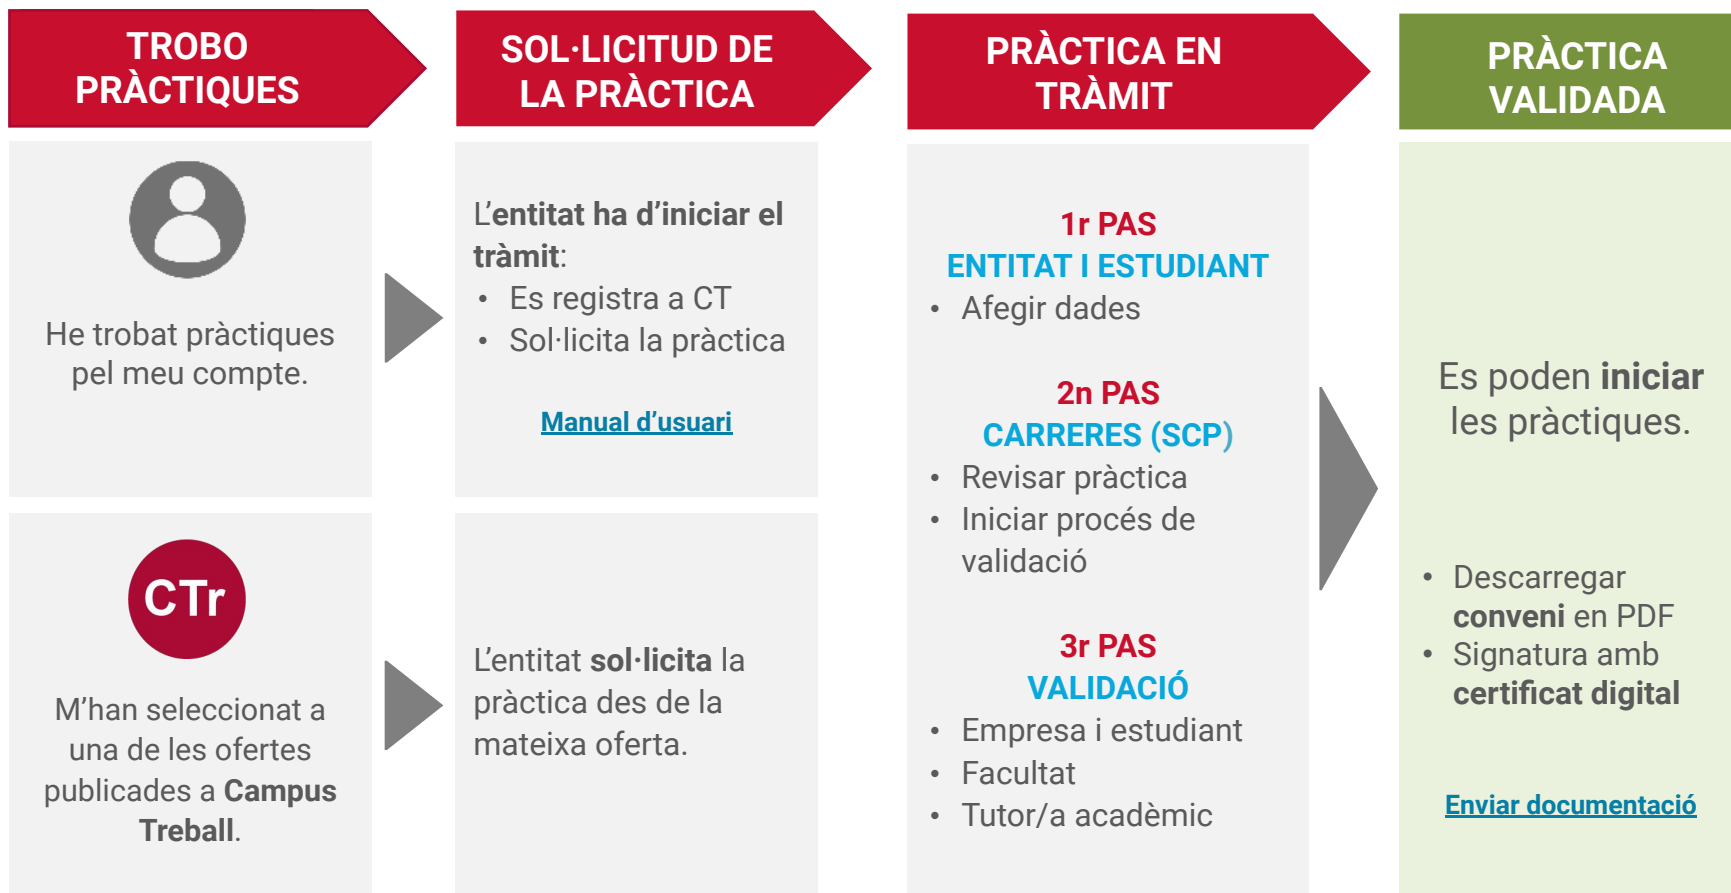 TROBO
PRÀCTIQUES
He trobat pràctiques
pel meu compte.
CTr
M’han seleccionat a
una de les ofertes
publicades a Campus
Treball.
SOL·LICITUD DE
LA PRÀCTICA
L’entitat ha d’iniciar el
tràmit:
• Es registra a CT
• Sol·licita la pràctica
Manual d’usuari
L’entitat sol·licita la
pràctica des de la
mateixa oferta.
PRÀCTICA EN
TRÀMIT
1r PAS
ENTITAT I ESTUDIANT
• Afegir dades
2n PAS
CARRERES (SCP)
• Revisar pràctica
• Iniciar procés de
validació
3r PAS
VALIDACIÓ
• Empresa i estudiant
• Facultat
• Tutor/a acadèmic
PRÀCTICA
VALIDADA
Es poden iniciar
les pràctiques.
• Descarregar
conveni en PDF
• Signatura amb
certificat digital
Enviar documentació